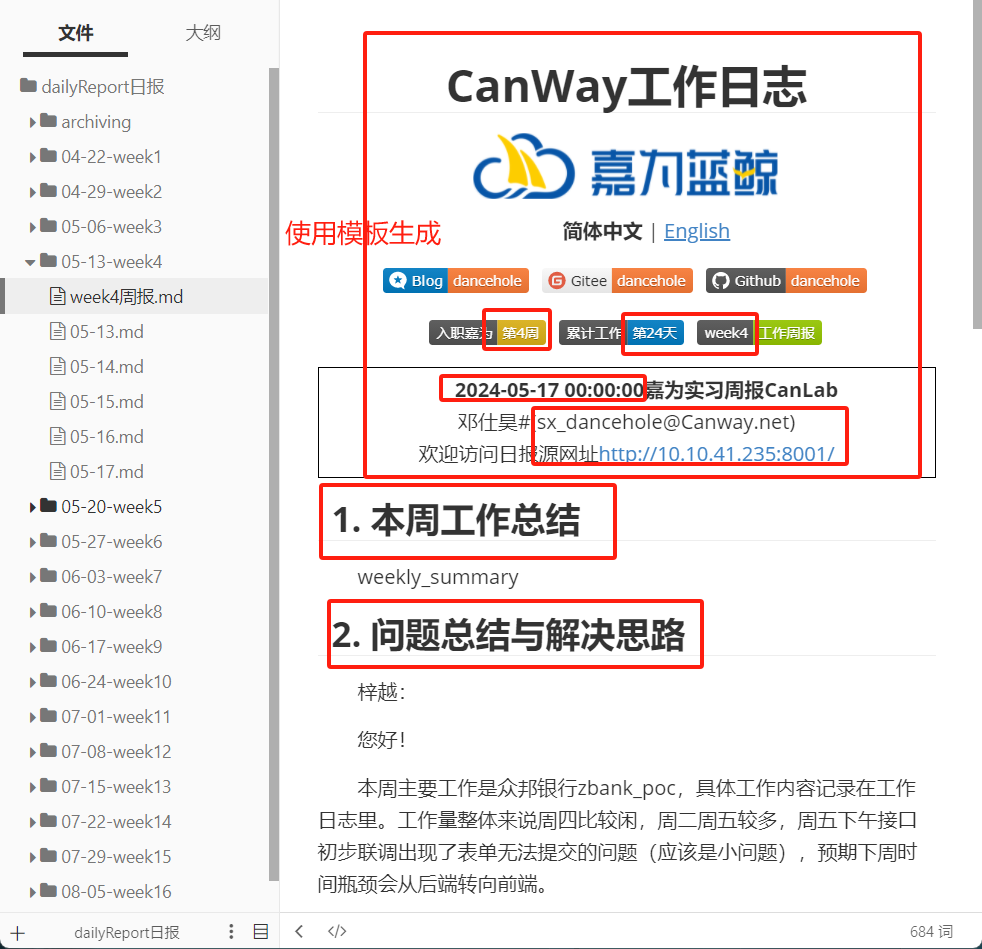 文件 大纲
dailyReport日报
archiving
04-22-week1
04-29-week2
05-06-week3
05-13-week4
week4周报.md
05-13.md
05-14.md
05-15.md
05-16.md
05-17.md
05-20-week5
05-27-week6
06-03-week7
06-10-week8
06-17-week9
06-24-week10
07-01-week11
07-08-week12
07-15-week13
07-22-week14
07-29-week15
08-05-week16
dailyReport日报
CanWay工作日志
嘉为蓝鲸
使用模板生成
简体中文 | English
Blog dancehole Gitee dancehole Github dancehole
入职嘉为 第4周 累计工作 第24天 week4 工作周报
2024-05-17 00:00:00嘉为实习周报CanLab
邓仕昊#(sx_dancehole@Canway.net)
欢迎访问日报源网址http://10.10.41.235:8001/
1. 本周工作总结
weekly_summary
2. 问题总结与解决思路
梓越：
您好！
本周主要工作是众邦银行zbank_poc，具体工作内容记录在工作
日志里。工作量整体来说周四比较闲，周二周五较多，周五下午接口
初步联调出现了表单无法提交的问题（应该是小问题），预期下周时
间瓶颈会从后端转向前端。
684 词